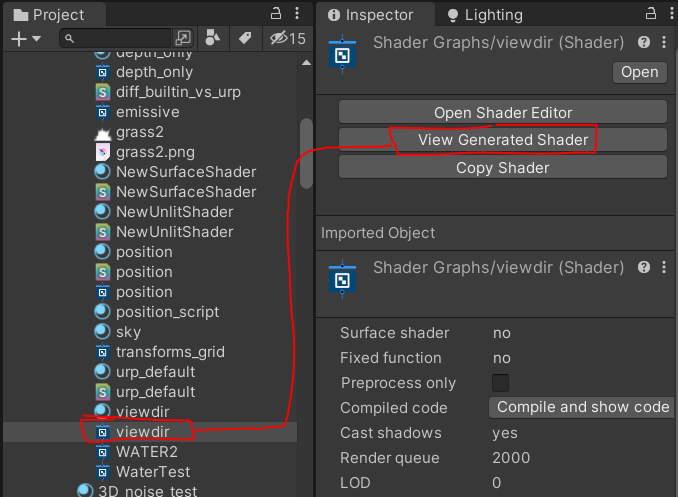 Project
15
depth_only
depth_only
diff_builtin_vs_urp
emissive
grass2
grass2.png
NewSurfaceShader
NewSurfaceShader
NewUnlitShader
NewUnlitShader
position
position
position
position_script
sky
transforms_grid
urp_default
urp_default
viewdir
viewdir
WATER2
WaterTest
3D_noise_test
Inspector
Lighting
Shader Graphs/viewdir (Shader)
Open
Open Shader Editor
View Generated Shader
Copy Shader
Imported Object
Shader Graphs/viewdir (Shader)
Surface shader no
Fixed function no
Preprocess only
Compiled code Compile and show code
Cast shadows yes
Render queue 2000
LOD 0